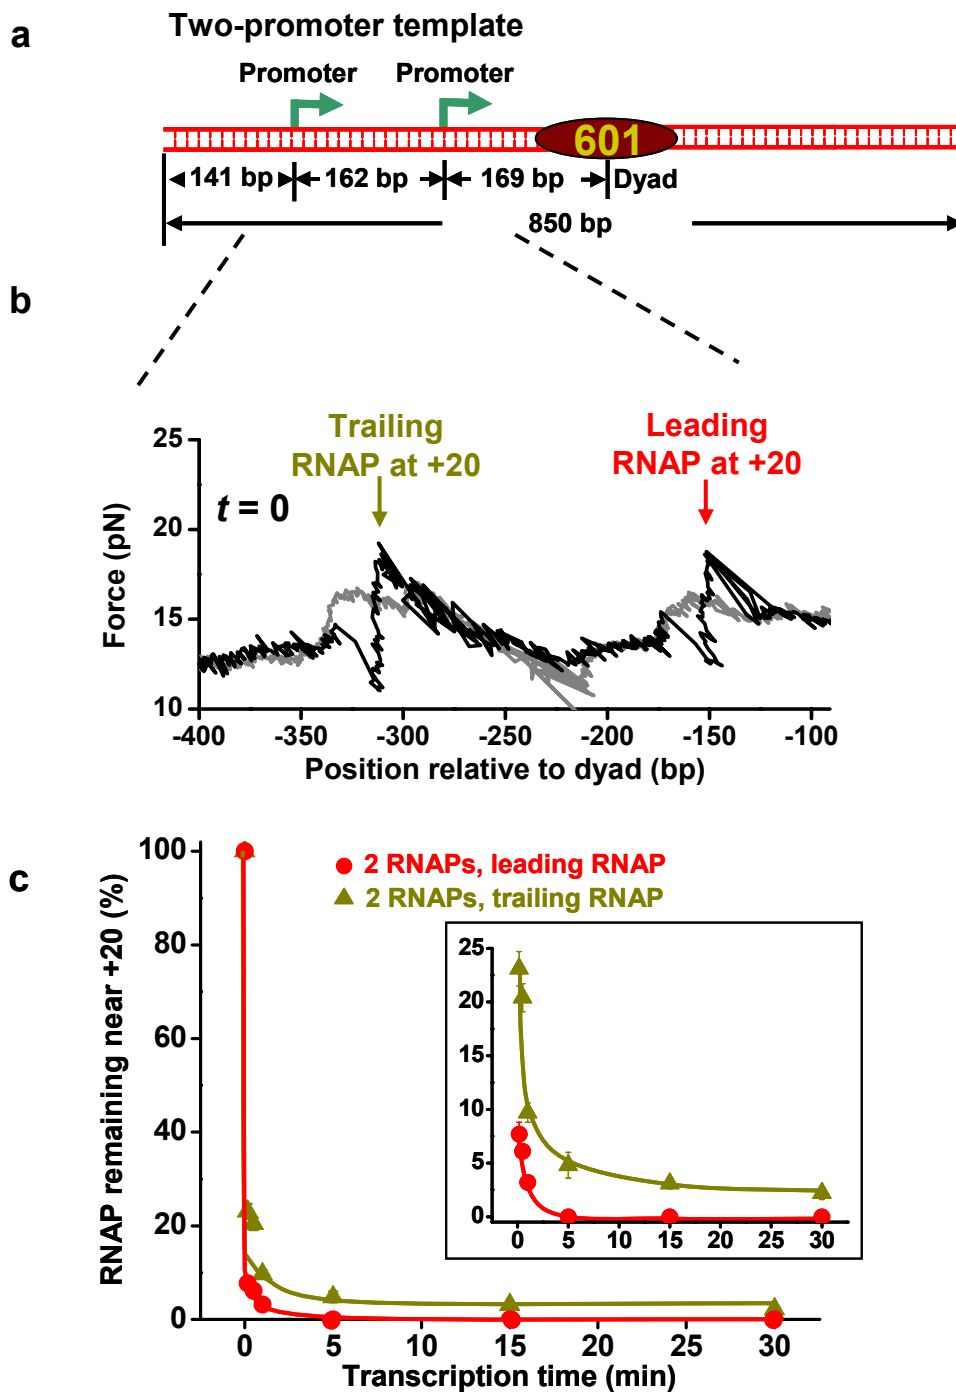 a
Two-promoter template
Promoter Promoter
601
141 bp 162 bp 169 bp Dyad
850 bp
b
Trailing
RNAP at +20
Leading
RNAP at +20
t = 0
Force (pN)
25
20
15
10
-400 -350 -300 -250 -200 -150 -100
Position relative to dyad (bp)
c
RNAP remaining near +20 (%)
100
80
60
40
20
0
2 RNAPs, leading RNAP
2 RNAPs, trailing RNAP
25
20
15
10
5
0
0 5 10 15 20 25 30
0 5 10 15 20 25 30
Transcription time (min)